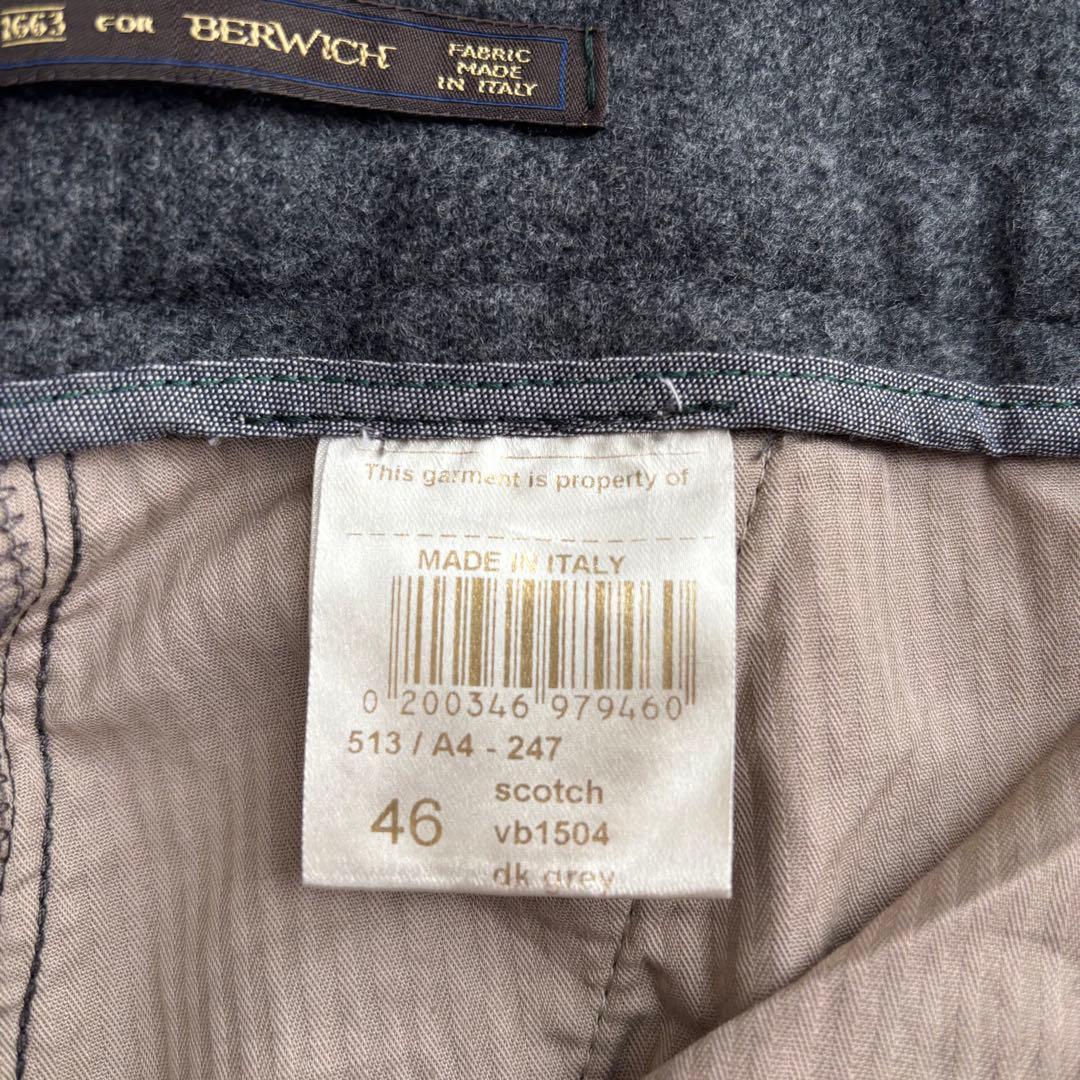 1663 FOR BERWICH FABRIC
MADE
IN ITALY
This garment is property of
MADE IN ITALY
0 200346 979460
513 / A4 - 247
scotch
46 vb1504
dk grey